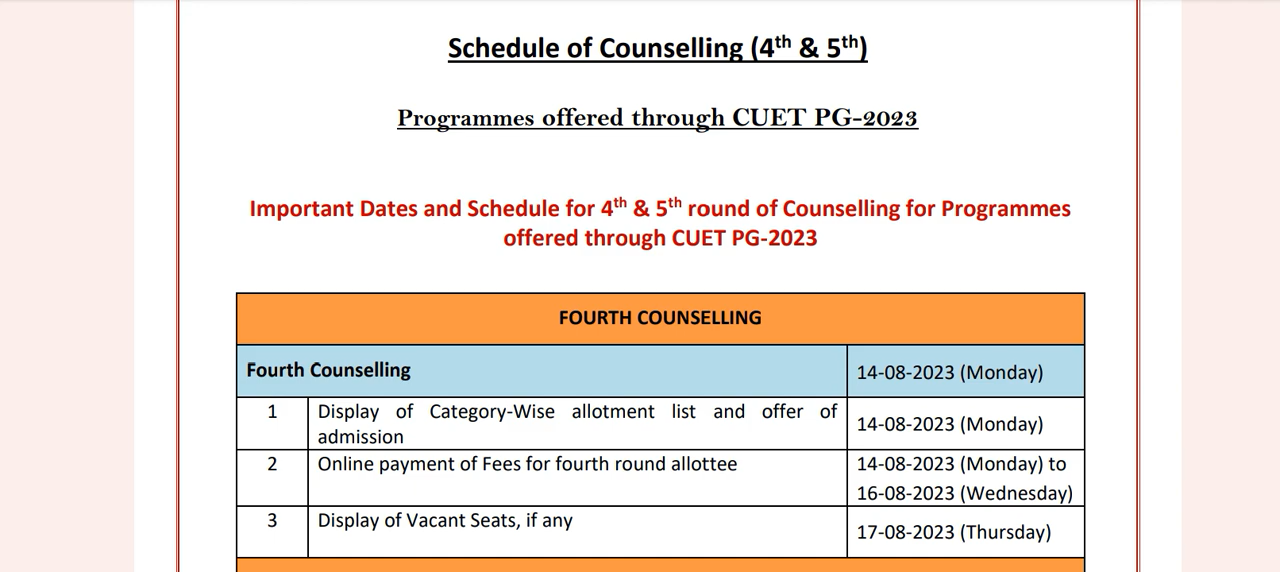 Schedule of Counselling (4th & 5th)
Programmes offered through CUET PG-2023
Important Dates and Schedule for 4th & 5th round of Counselling for Programmes
offered through CUET PG-2023
FOURTH COUNSELLING
Fourth Counselling 14-08-2023 (Monday)
1 Display of Category-Wise allotment list and offer of
admission 14-08-2023 (Monday)
2 Online payment of Fees for fourth round allottee 14-08-2023 (Monday) to
16-08-2023 (Wednesday)
3 Display of Vacant Seats, if any 17-08-2023 (Thursday)